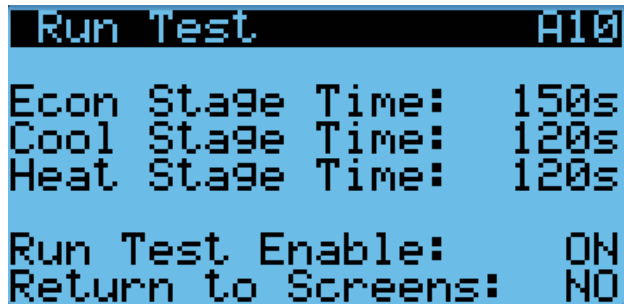 Run Test A10
Econ Stage Time: 150s
Cool Stage Time: 120s
Heat Stage Time: 120s
Run Test Enable: ON
Return to Screens: NO